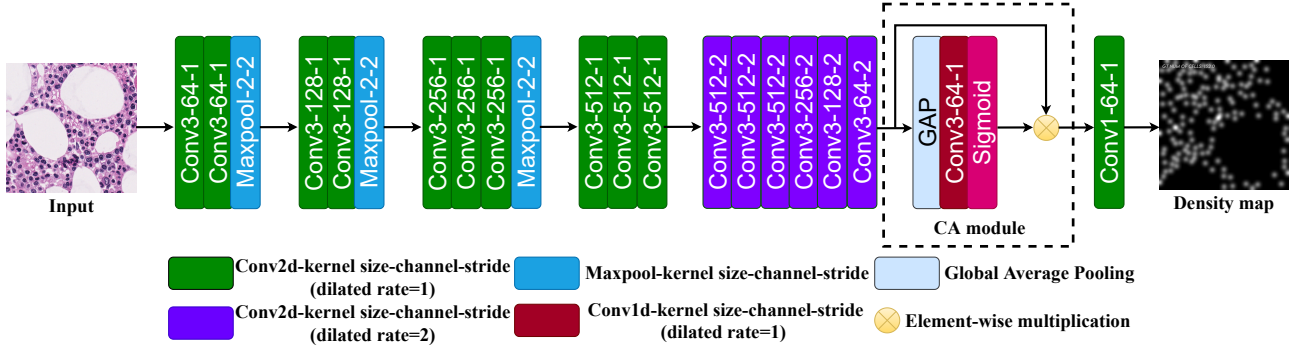 Conv3-64-1
Conv3-64-1
Maxpool-2-2
Conv3-128-1
Conv3-128-1
Maxpool-2-2
Conv3-256-1
Conv3-256-1
Conv3-256-1
Maxpool-2-2
Conv3-512-1
Conv3-512-1
Conv3-512-1
Conv3-512-2
Conv3-512-2
Conv3-512-2
Conv3-256-2
Conv3-128-2
Conv3-64-2
GAP
Conv3-64-1
Sigmoid
Conv1-64-1
Input
CA module
Density map
Conv2d-kernel size-channel-stride
(dilated rate=1)
Maxpool-kernel size-channel-stride
Global Average Pooling
Conv2d-kernel size-channel-stride
(dilated rate=2)
Conv1d-kernel size-channel-stride
(dilated rate=1)
Element-wise multiplication